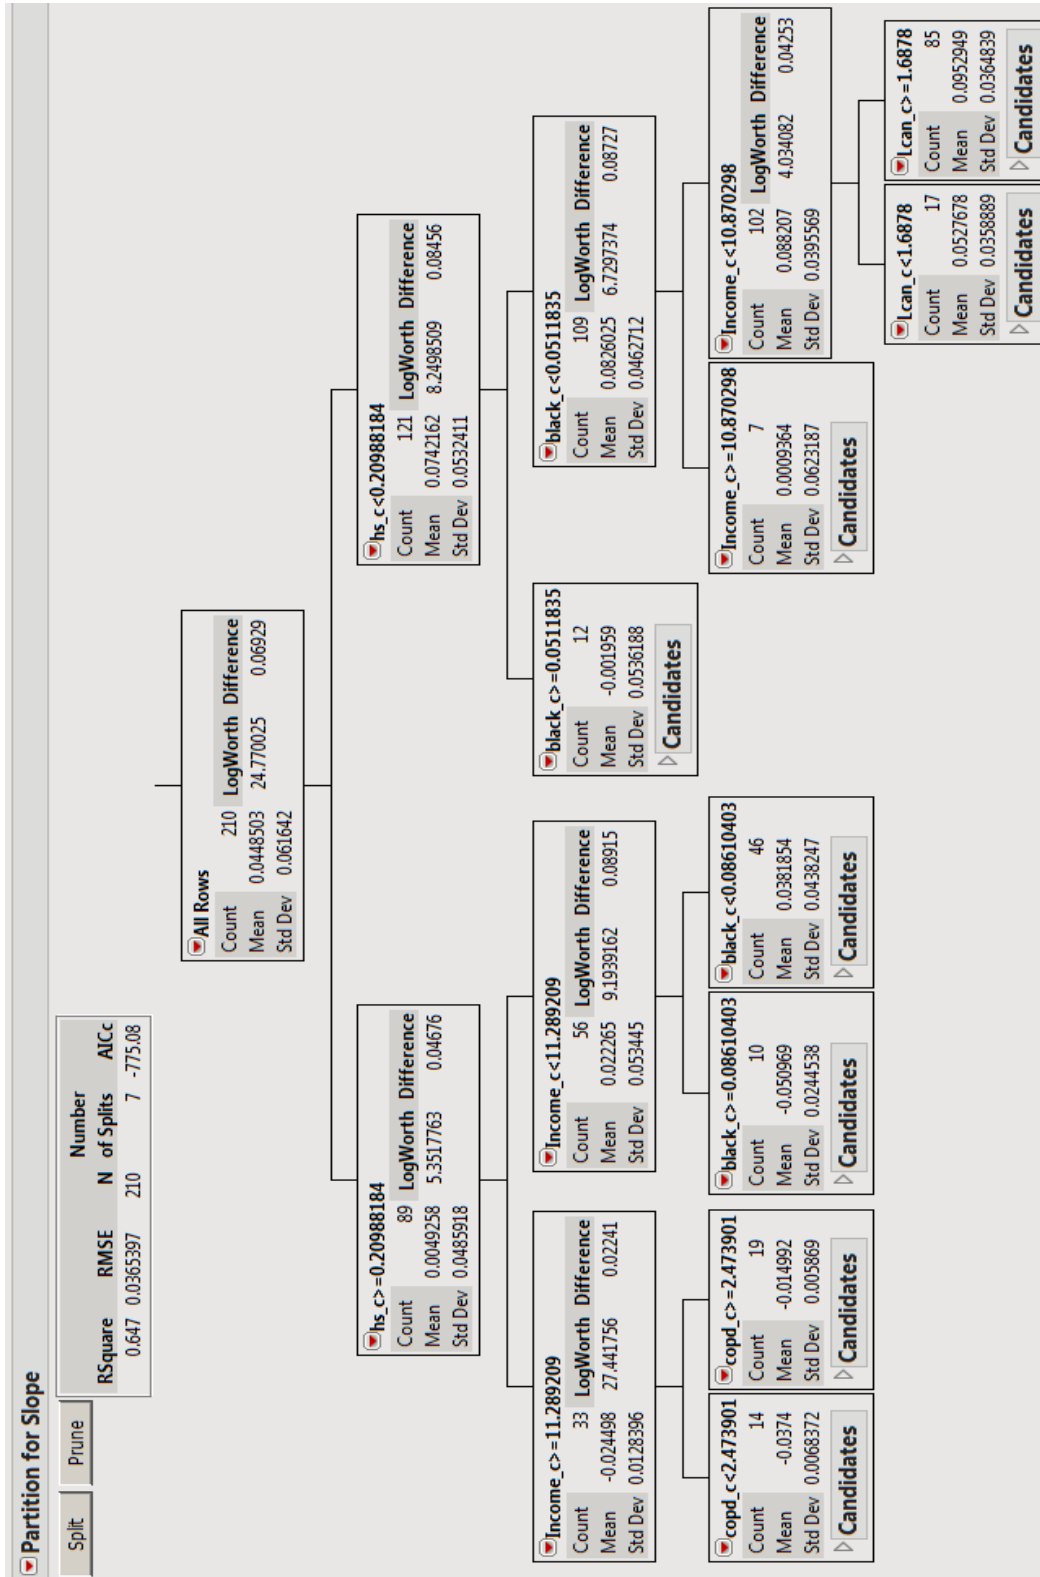 Partition for Slope
Split Prune
Number
RSquare RMSE N of Splits AICc
0.647 0.0365397 210 7 -775.08
All Rows
Count 210 LogWorth Difference
Mean 0.0448503 24.770025 0.06929
Std Dev 0.061642
hs_c>=0.20988184
Count 89 LogWorth Difference
Mean 0.0049258 5.3517763 0.04676
Std Dev 0.0485918
hs_c<0.20988184
Count 121 LogWorth Difference
Mean 0.0742162 8.2498509 0.08456
Std Dev 0.0532411
Income_c>=11.289209
Count 33 LogWorth Difference
Mean -0.024498 27.441756 0.02241
Std Dev 0.0128396
Income_c<11.289209
Count 56 LogWorth Difference
Mean 0.022265 9.1939162 0.08915
Std Dev 0.053445
black_c>=0.0511835
Count 12
Mean -0.001959
Std Dev 0.0536188
Candidates
black_c<0.0511835
Count 109 LogWorth Difference
Mean 0.0826025 6.7297374 0.08727
Std Dev 0.0462712
copd_c<2.473901
Count 14
Mean -0.0374
Std Dev 0.0068372
Candidates
copd_c>=2.473901
Count 19
Mean -0.014992
Std Dev 0.005869
Candidates
black_c>=0.08610403
Count 10
Mean -0.050969
Std Dev 0.0244538
Candidates
black_c<0.08610403
Count 46
Mean 0.0381854
Std Dev 0.0438247
Candidates
Income_c>=10.870298
Count 7
Mean 0.0009364
Std Dev 0.0623187
Candidates
Income_c<10.870298
Count 102 LogWorth Difference
Mean 0.088207 4.034082 0.04253
Std Dev 0.0395569
Lcan_c<1.6878
Count 17
Mean 0.0527678
Std Dev 0.0358889
Candidates
Lcan_c>=1.6878
Count 85
Mean 0.0952949
Std Dev 0.0364839
Candidates